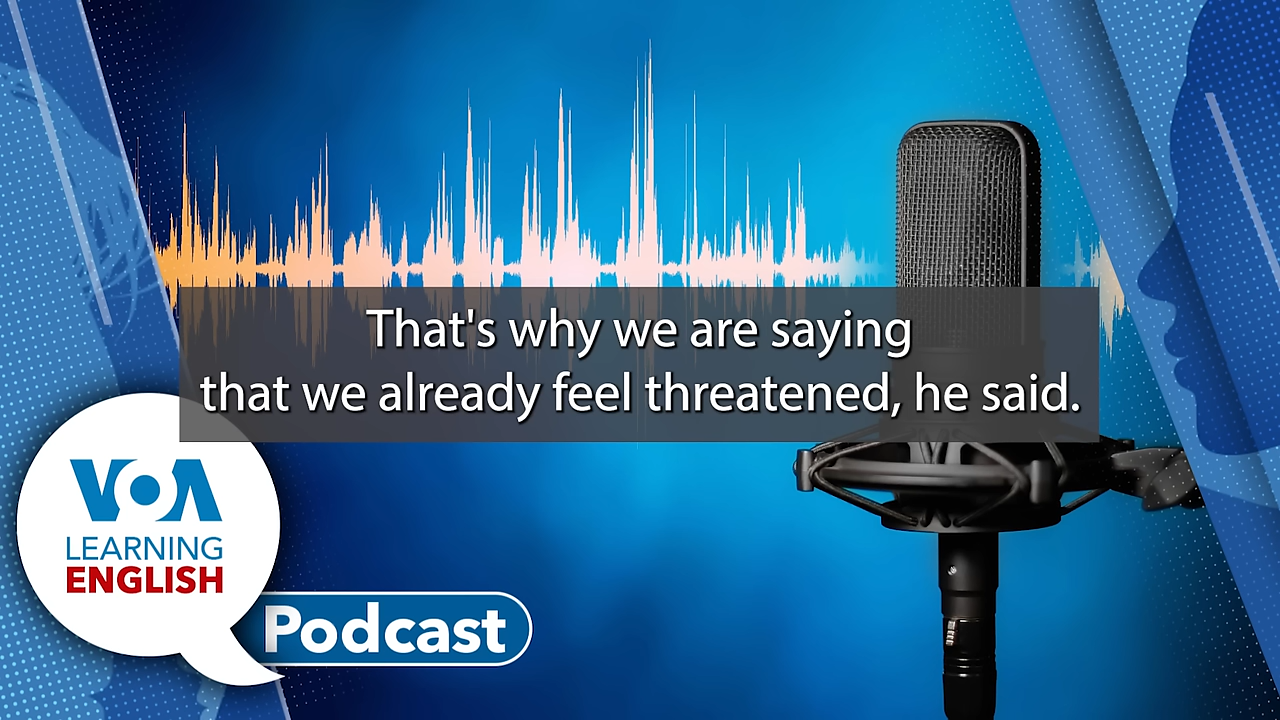 That's why we are saying
that we already feel threatened, he said.
VOA
LEARNING
ENGLISH
Podcast